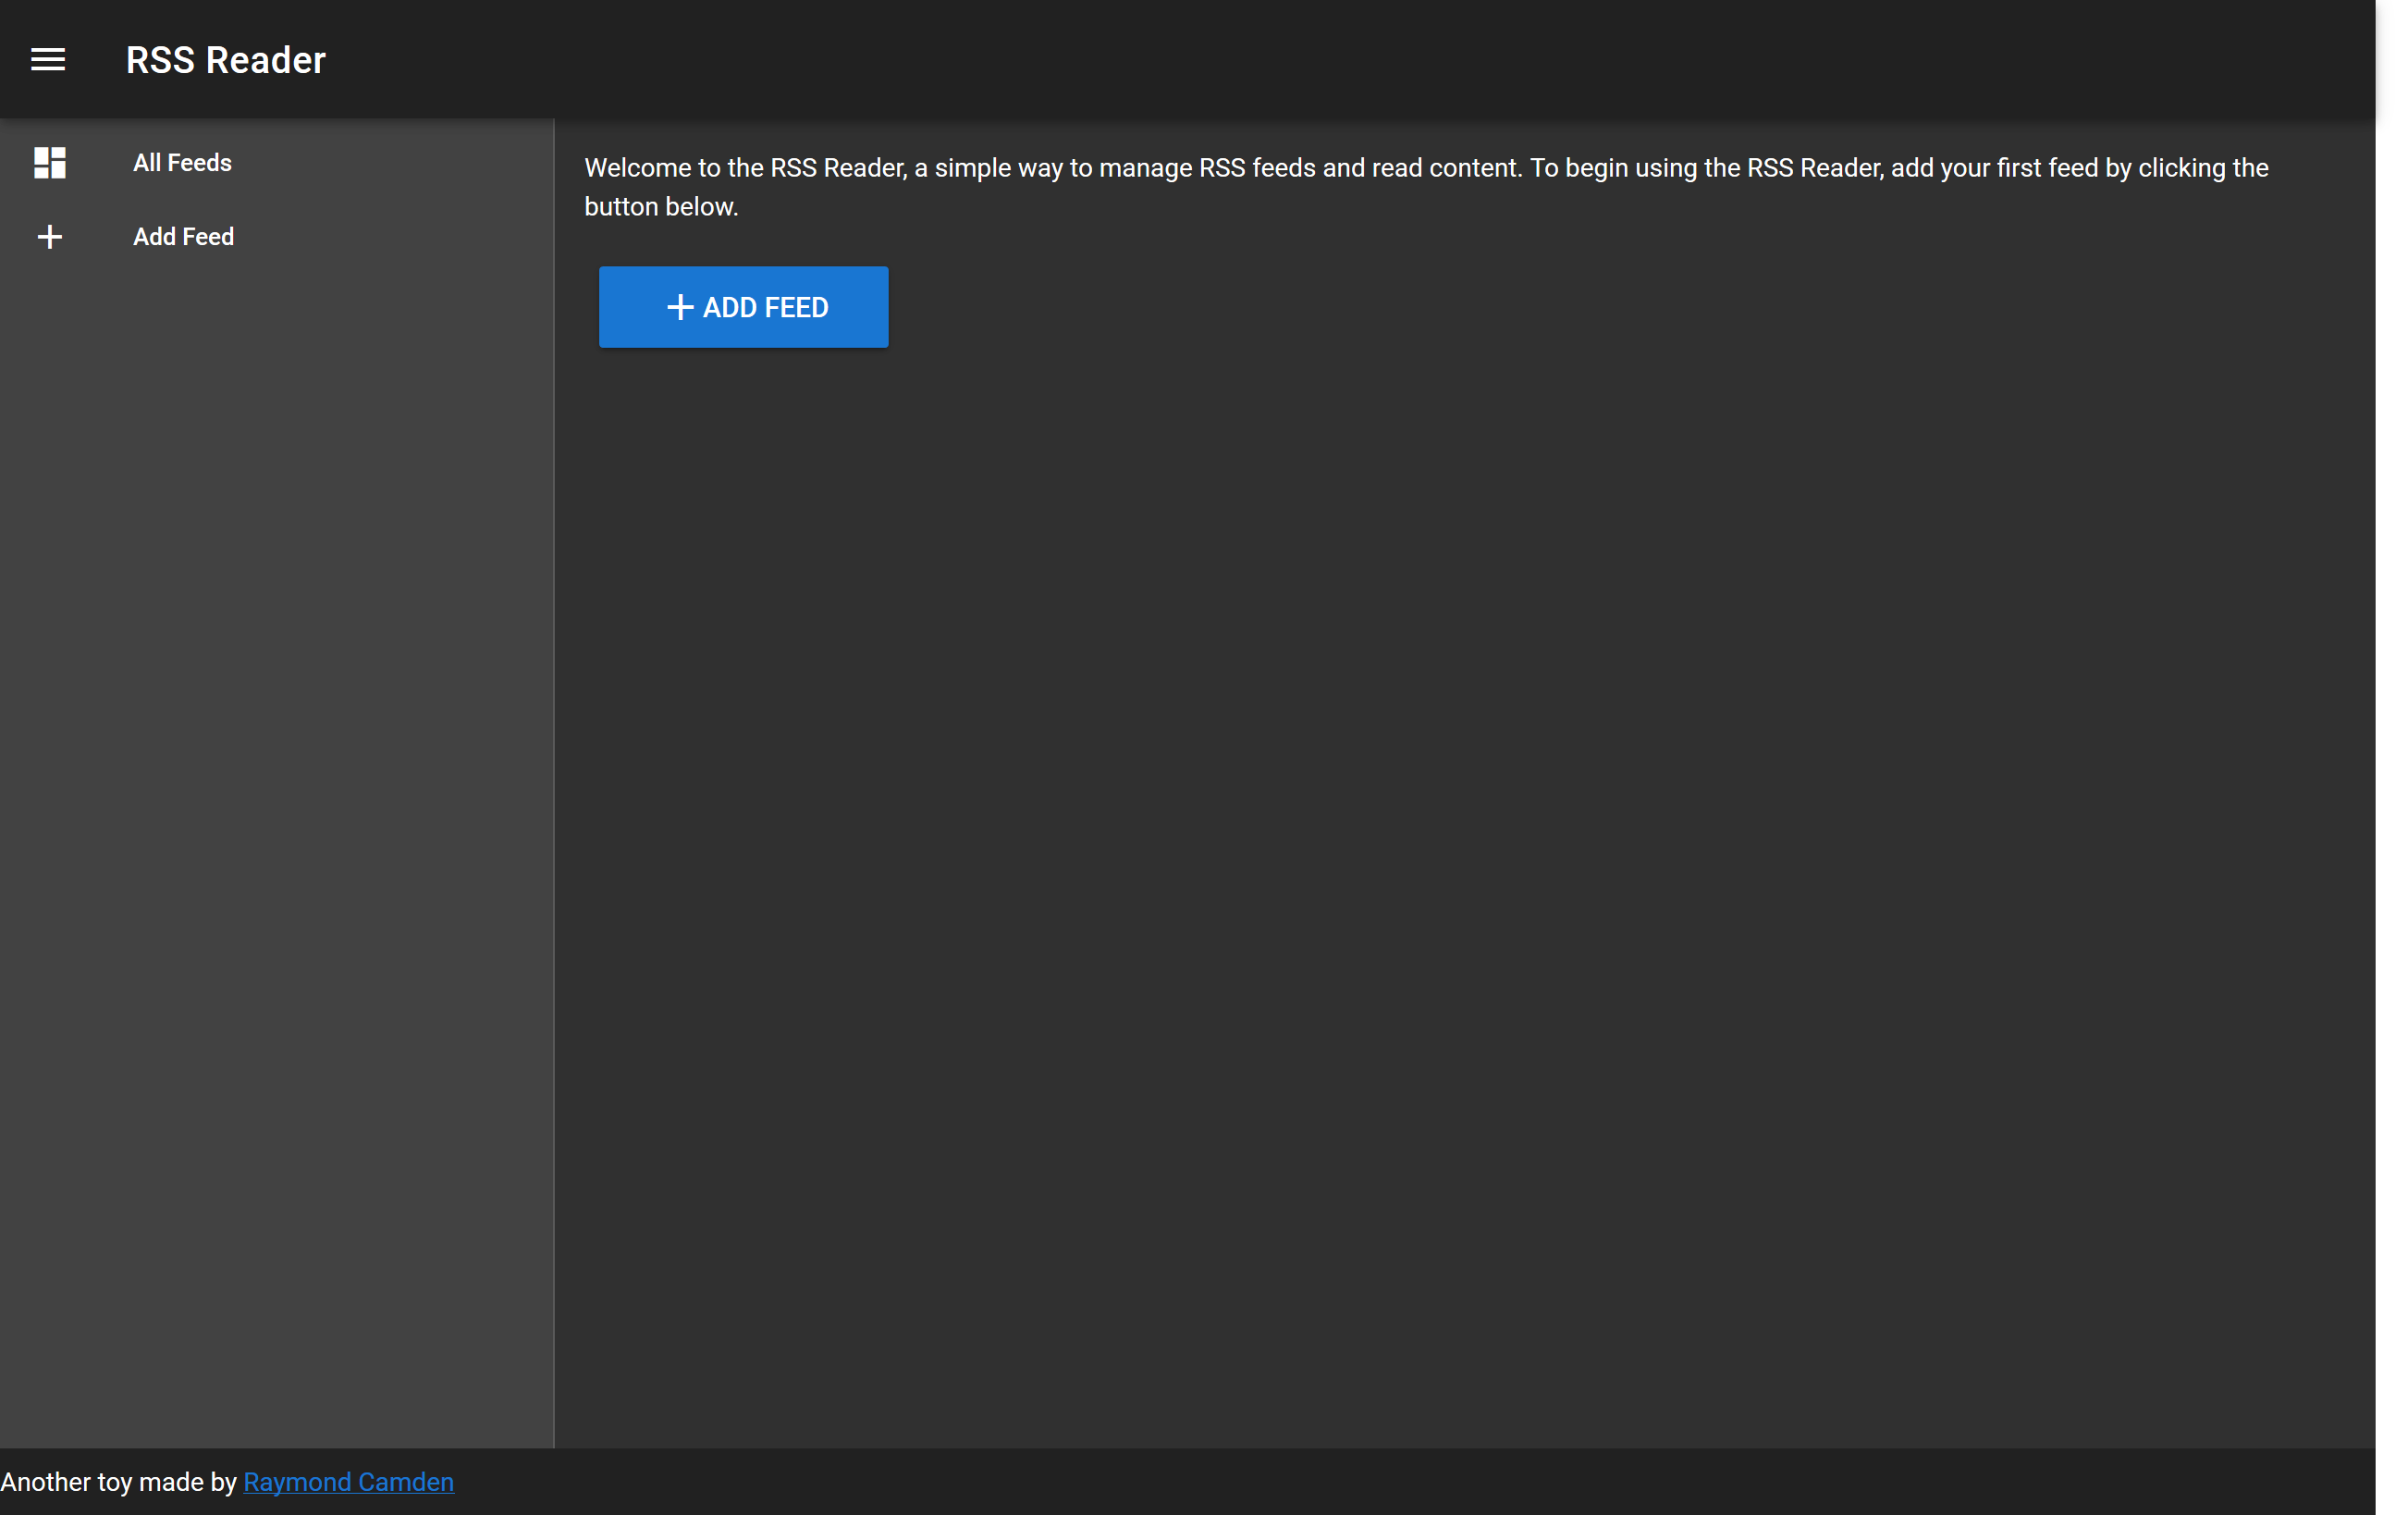 RSS Reader
All Feeds
Add Feed
Welcome to the RSS Reader, a simple way to manage RSS feeds and read content. To begin using the RSS Reader, add your first feed by clicking the
button below.
ADD FEED
Another toy made by Raymond Camden